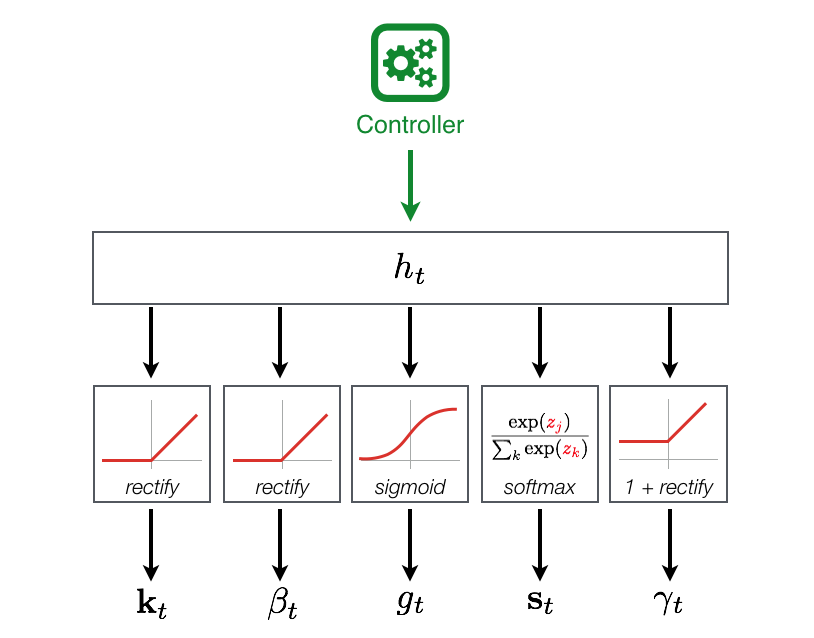 Controller
h_t
exp(z_j)
∑_k exp(z_k)
rectify rectify sigmoid softmax 1 + rectify
k_t β_t g_t s_t γ_t